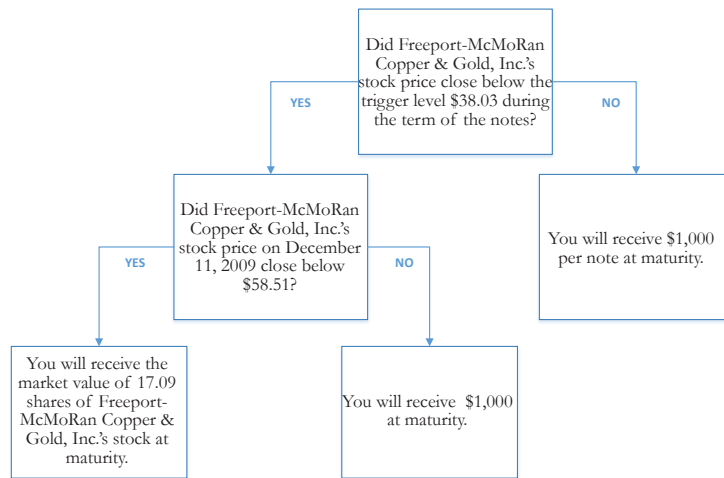 Did Freeport-McMoRan
Copper & Gold, Inc.'s
stock price close below the
trigger level $38.03 during
the term of the notes?
YES
NO
Did Freeport-McMoRan
Copper & Gold, Inc.'s
stock price on December
11, 2009 close below
$58.51?
You will receive $1,000
per note at maturity.
YES
NO
You will receive the
market value of 17.09
shares of Freeport-
McMoRan Copper &
Gold, Inc.'s stock at
maturity.
You will receive $1,000
at maturity.